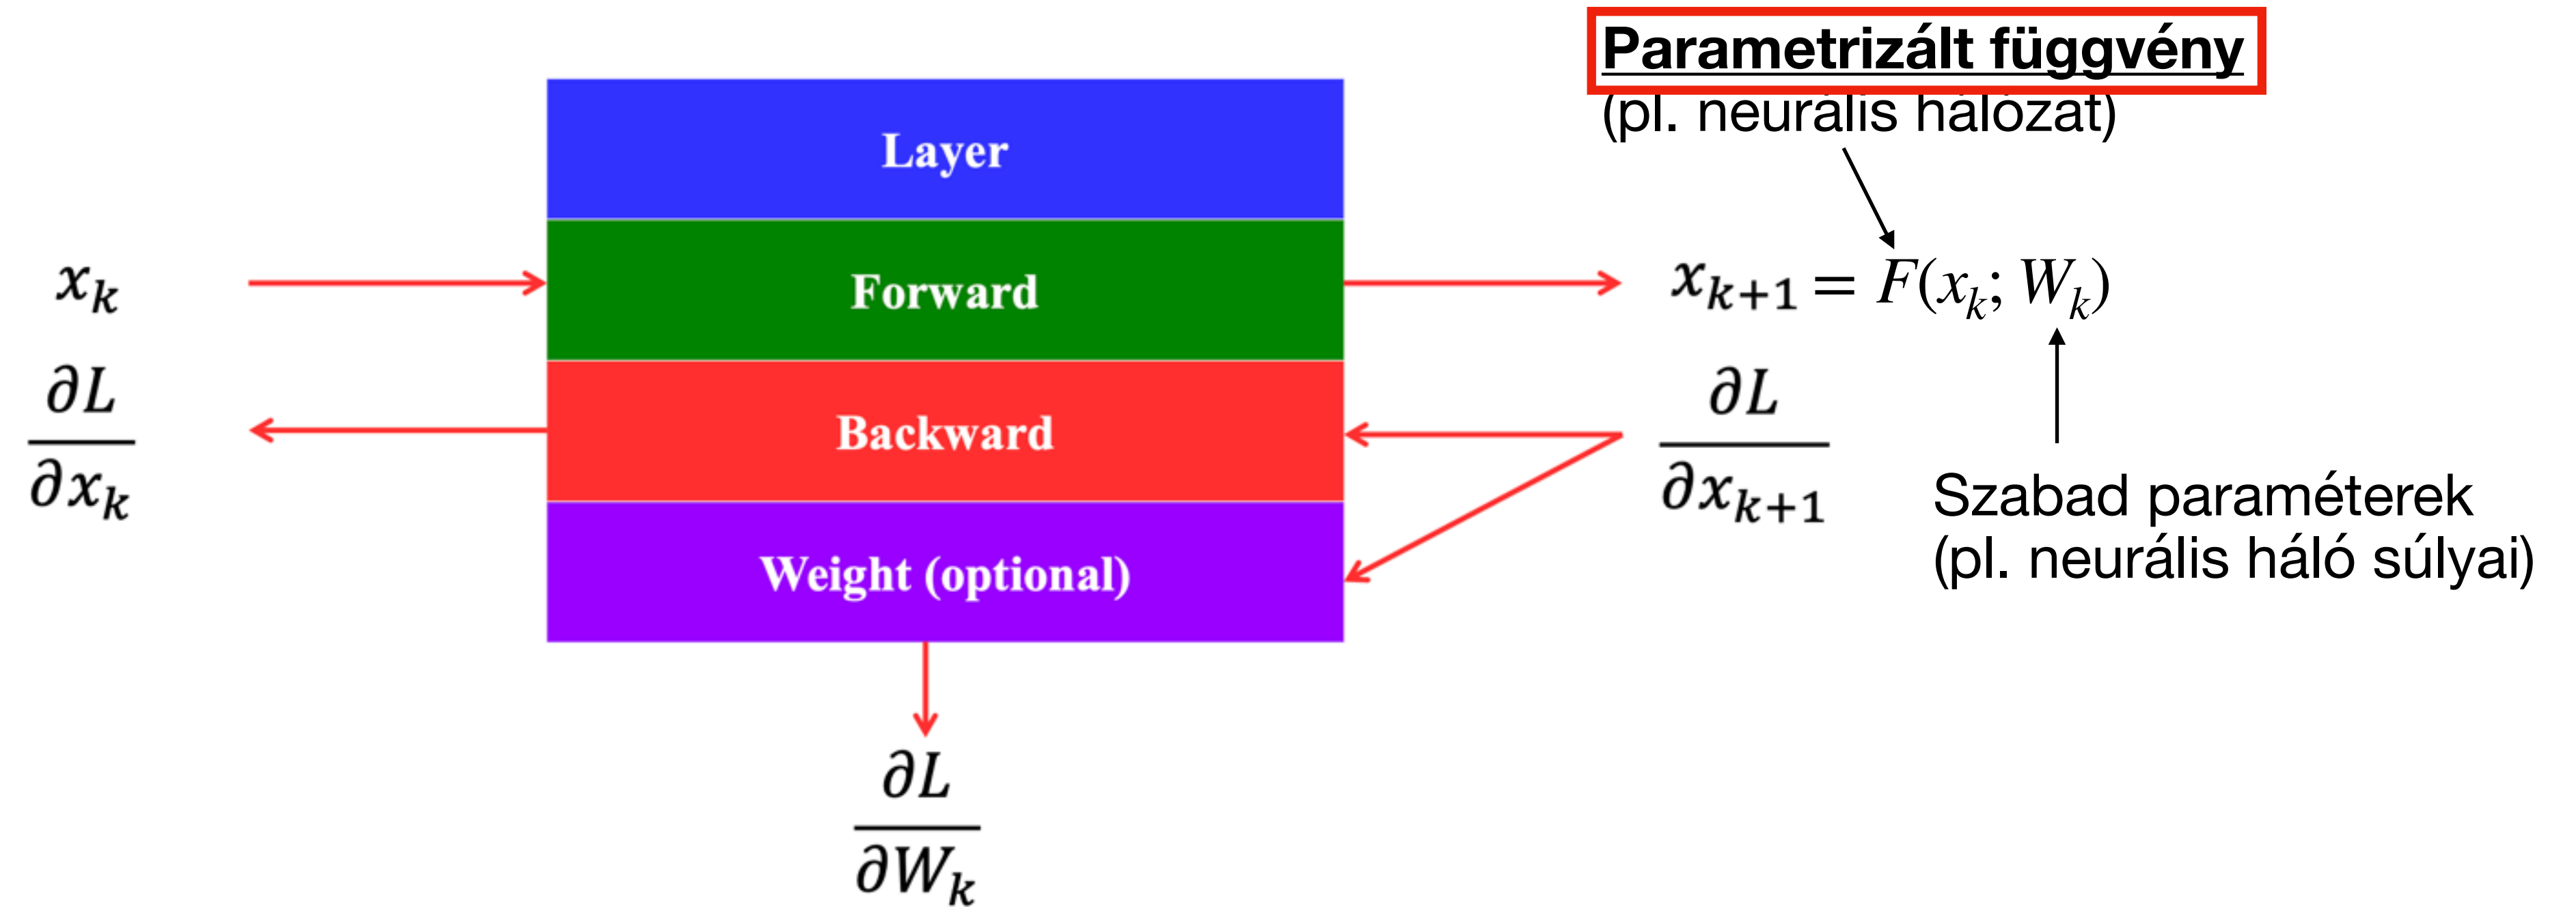 Parametrizált függvény
(pl. neurális hálózat)
Layer
x_k
Forward
x_{k+1} = F(x_k; W_k)
∂L
∂x_k
Backward
∂L
∂x_{k+1}
Szabad paraméterek
(pl. neurális háló súlyai)
Weight (optional)
∂L
∂W_k